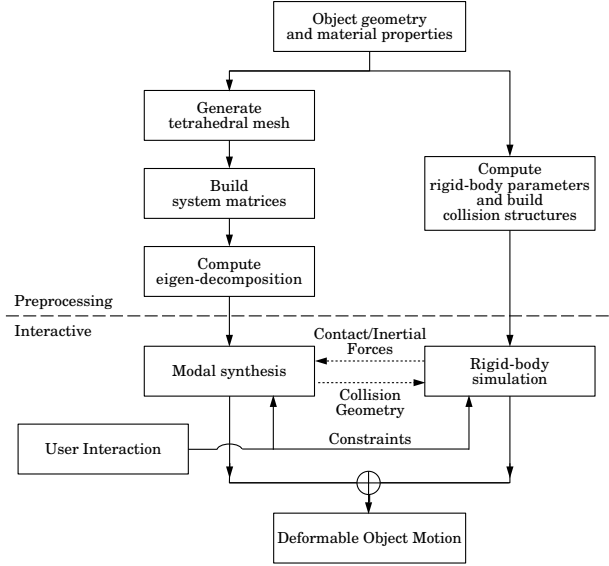 Object geometry
and material properties
Generate
tetrahedral mesh
Build
system matrices
Compute
rigid-body parameters
and build
collision structures
Compute
eigen-decomposition
Preprocessing
Interactive
Contact/Inertial
Forces
Modal synthesis
Rigid-body
simulation
Collision
Geometry
User Interaction
Constraints
Deformable Object Motion